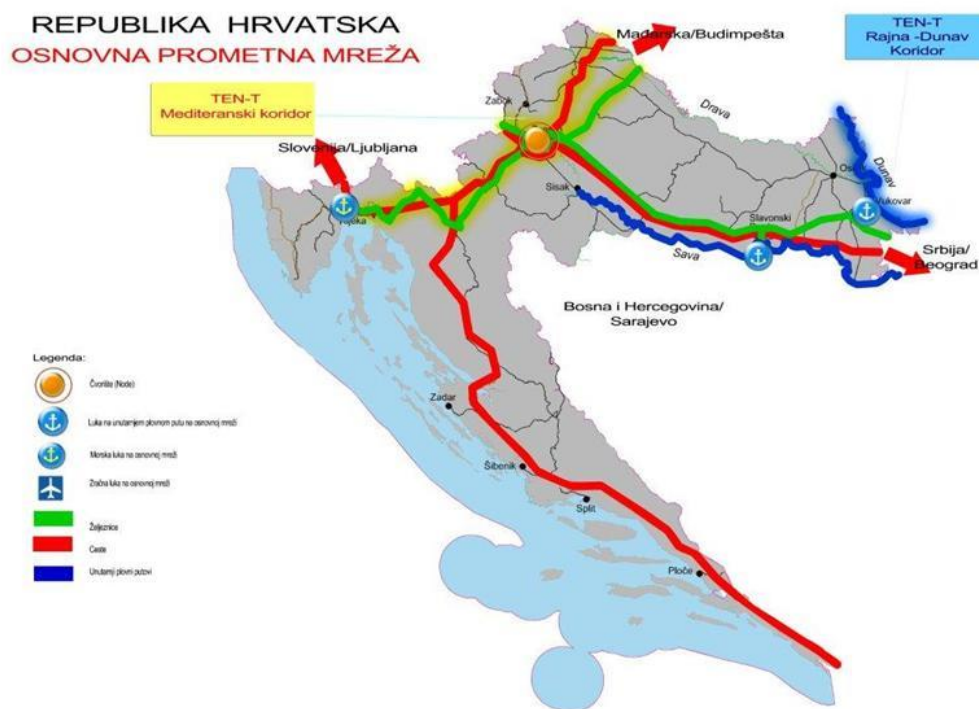 REPUBLIKA HRVATSKA
OSNOVNA PROMETNA MREŽA
TEN-T
Mediteranski koridor
Slovenija/Ljubljana
Mađarska/Budimpešta
TEN-T
Rajna -Dunav
Koridor
Zabok
Drava
Dunav
Vukovar
Sisak
Slavonski
Sava
Srbija/
Beograd
Bosna i Hercegovina/
Sarajevo
Zadar
Šibenik
Split
Ploče
Legenda:
Čvorište (Node)
Luka na unutarnjem plovnom putu na osnovnoj mreži
Morska luka na osnovnoj mreži
Zračna luka na osnovnoj mreži
Željeznice
Ceste
Unutarnji plovni putovi